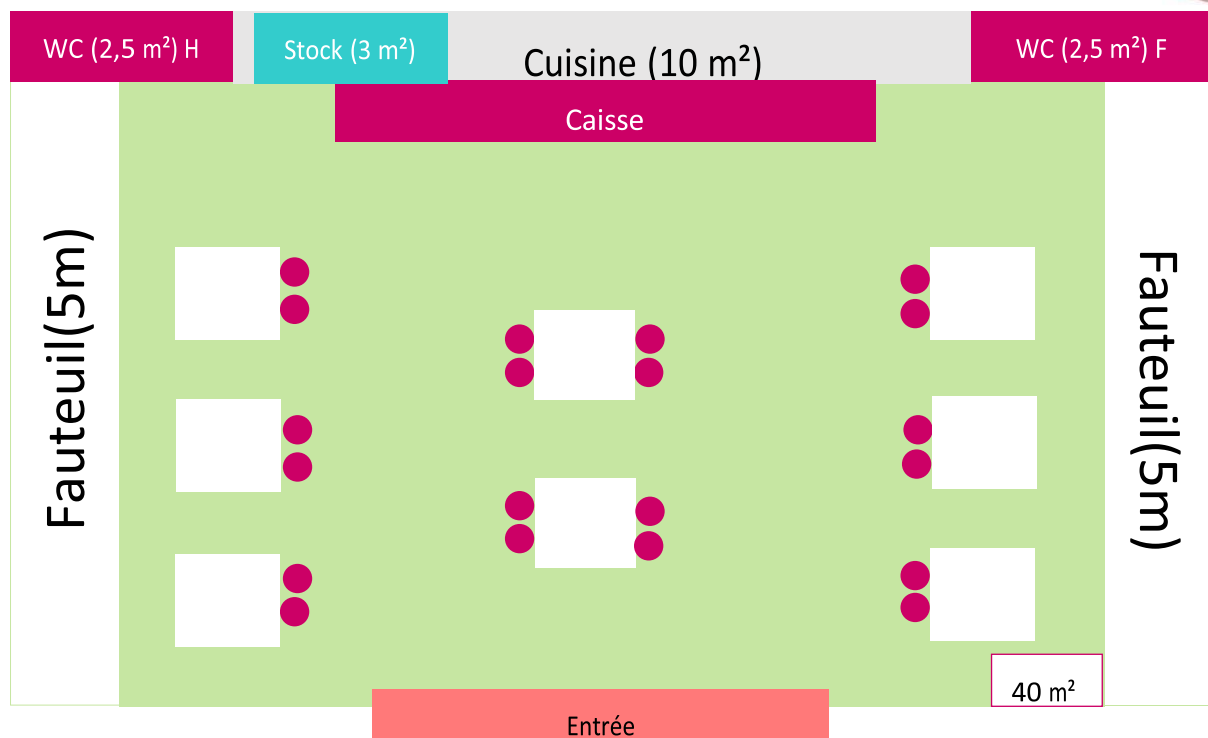 WC (2,5 m²) H
Stock (3 m²)
Cuisine (10 m²)
WC (2,5 m²) F
Caisse
Fauteuil(5m)
Fauteuil(5m)
40 m²
Entrée